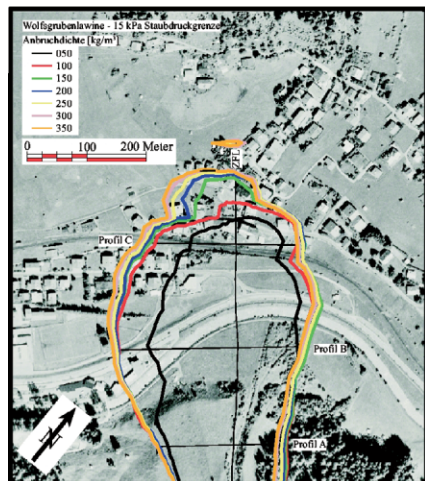 Wolfsgrubenlawine - 15 kPa Staubdruckgrenze
Anbruchdichte [kg/m³]
050
100
150
200
250
300
350
0 100 200 Meter
ZFL
Profil C
Profil B
Profil A
N